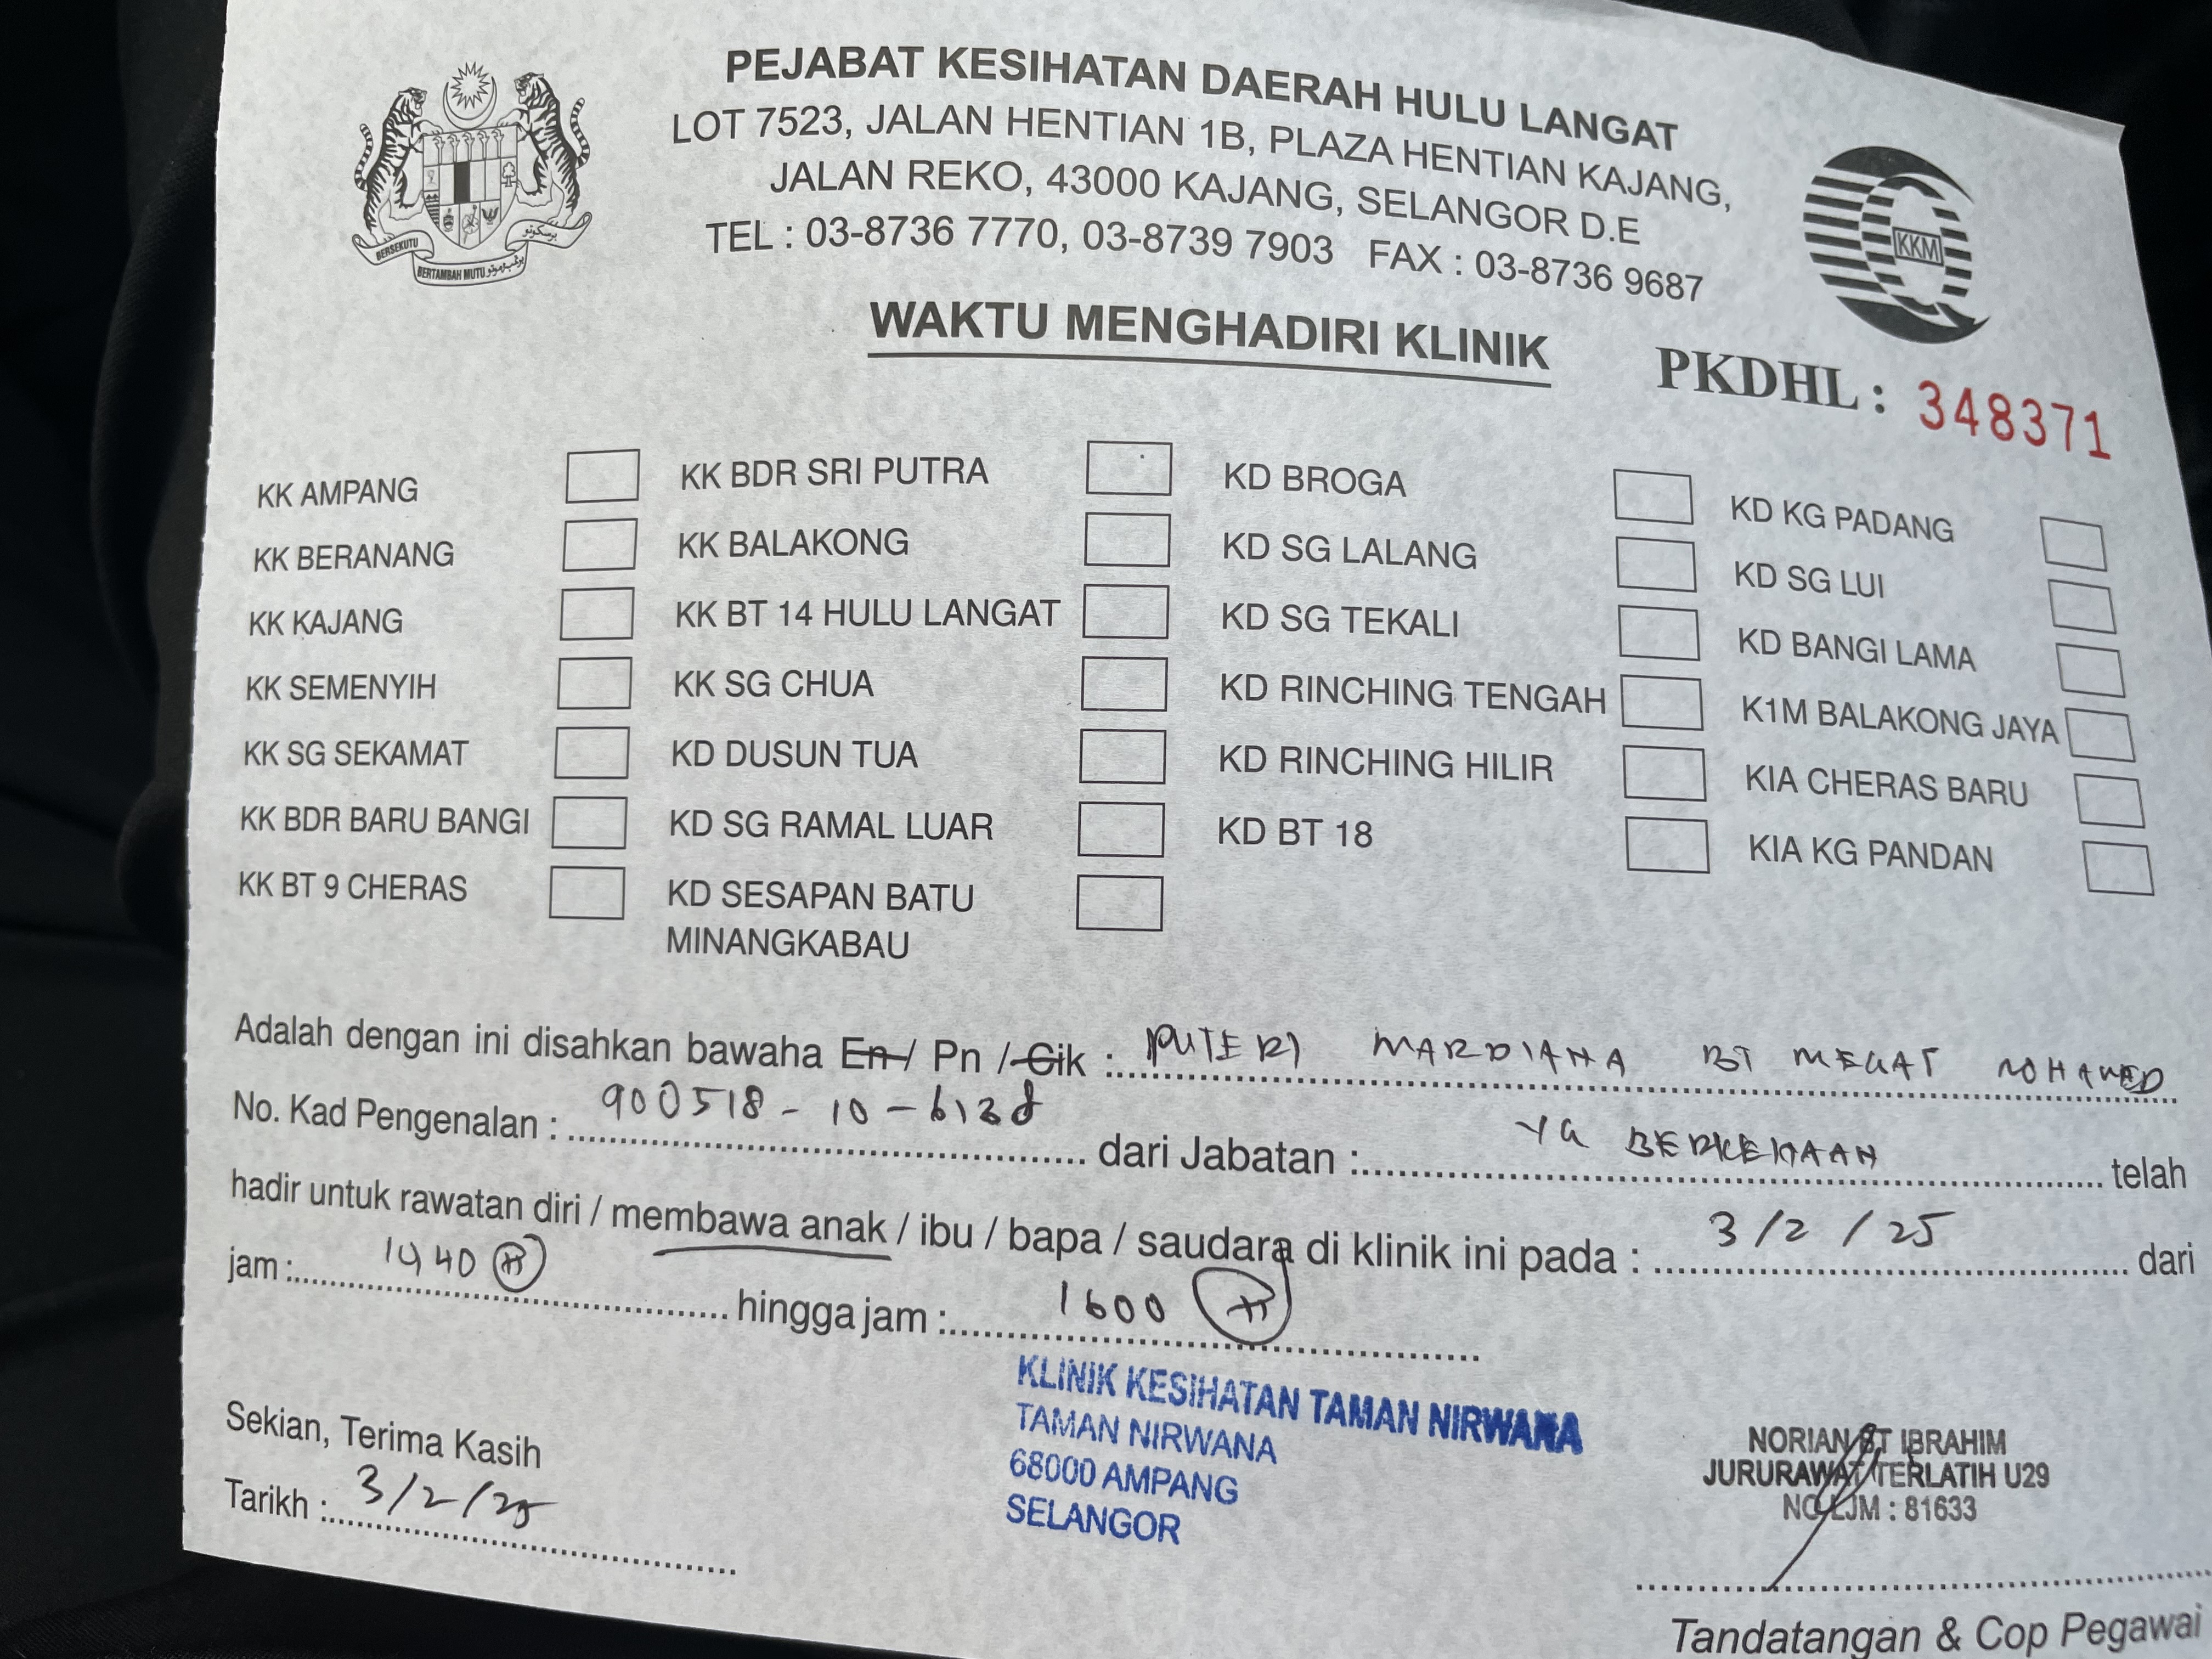 PEJABAT KESIHATAN DAERAH HULU LANGAT
LOT 7523, JALAN HENTIAN 1B, PLAZA HENTIAN KAJANG,
JALAN REKO, 43000 KAJANG, SELANGOR D.E
TEL : 03-8736 7770, 03-8739 7903 FAX : 03-8736 9687
BERSEKUTU
BERTAMBAH MUTU
KKM
WAKTU MENGHADIRI KLINIK
PKDHL : 348371
KK AMPANG KK BDR SRI PUTRA KD BROGA KD KG PADANG
KK BERANANG KK BALAKONG KD SG LALANG KD SG LUI
KK KAJANG KK BT 14 HULU LANGAT KD SG TEKALI KD BANGI LAMA
KK SEMENYIH KK SG CHUA KD RINCHING TENGAH K1M BALAKONG JAYA
KK SG SEKAMAT KD DUSUN TUA KD RINCHING HILIR KIA CHERAS BARU
KK BDR BARU BANGI KD SG RAMAL LUAR KD BT 18 KIA KG PANDAN
KK BT 9 CHERAS KD SESAPAN BATU
MINANGKABAU
Adalah dengan ini disahkan bawaha En / Pn / Cik : PUTERI MARDIANA BT MEGAT MOHAMED
No. Kad Pengenalan : 900518 - 10 - 6138 dari Jabatan : YG BERKENAAN telah
hadir untuk rawatan diri / membawa anak / ibu / bapa / saudara di klinik ini pada : 3/2/25 dari
jam : 1440 hingga jam : 1600
KLINIK KESIHATAN TAMAN NIRWANA
TAMAN NIRWANA
68000 AMPANG
SELANGOR
Sekian, Terima Kasih
Tarikh : 3/2/25
NORIAN BT IBRAHIM
JURURAWAT TERLATIH U29
NO LJM : 81633
Tandatangan & Cop Pegawai